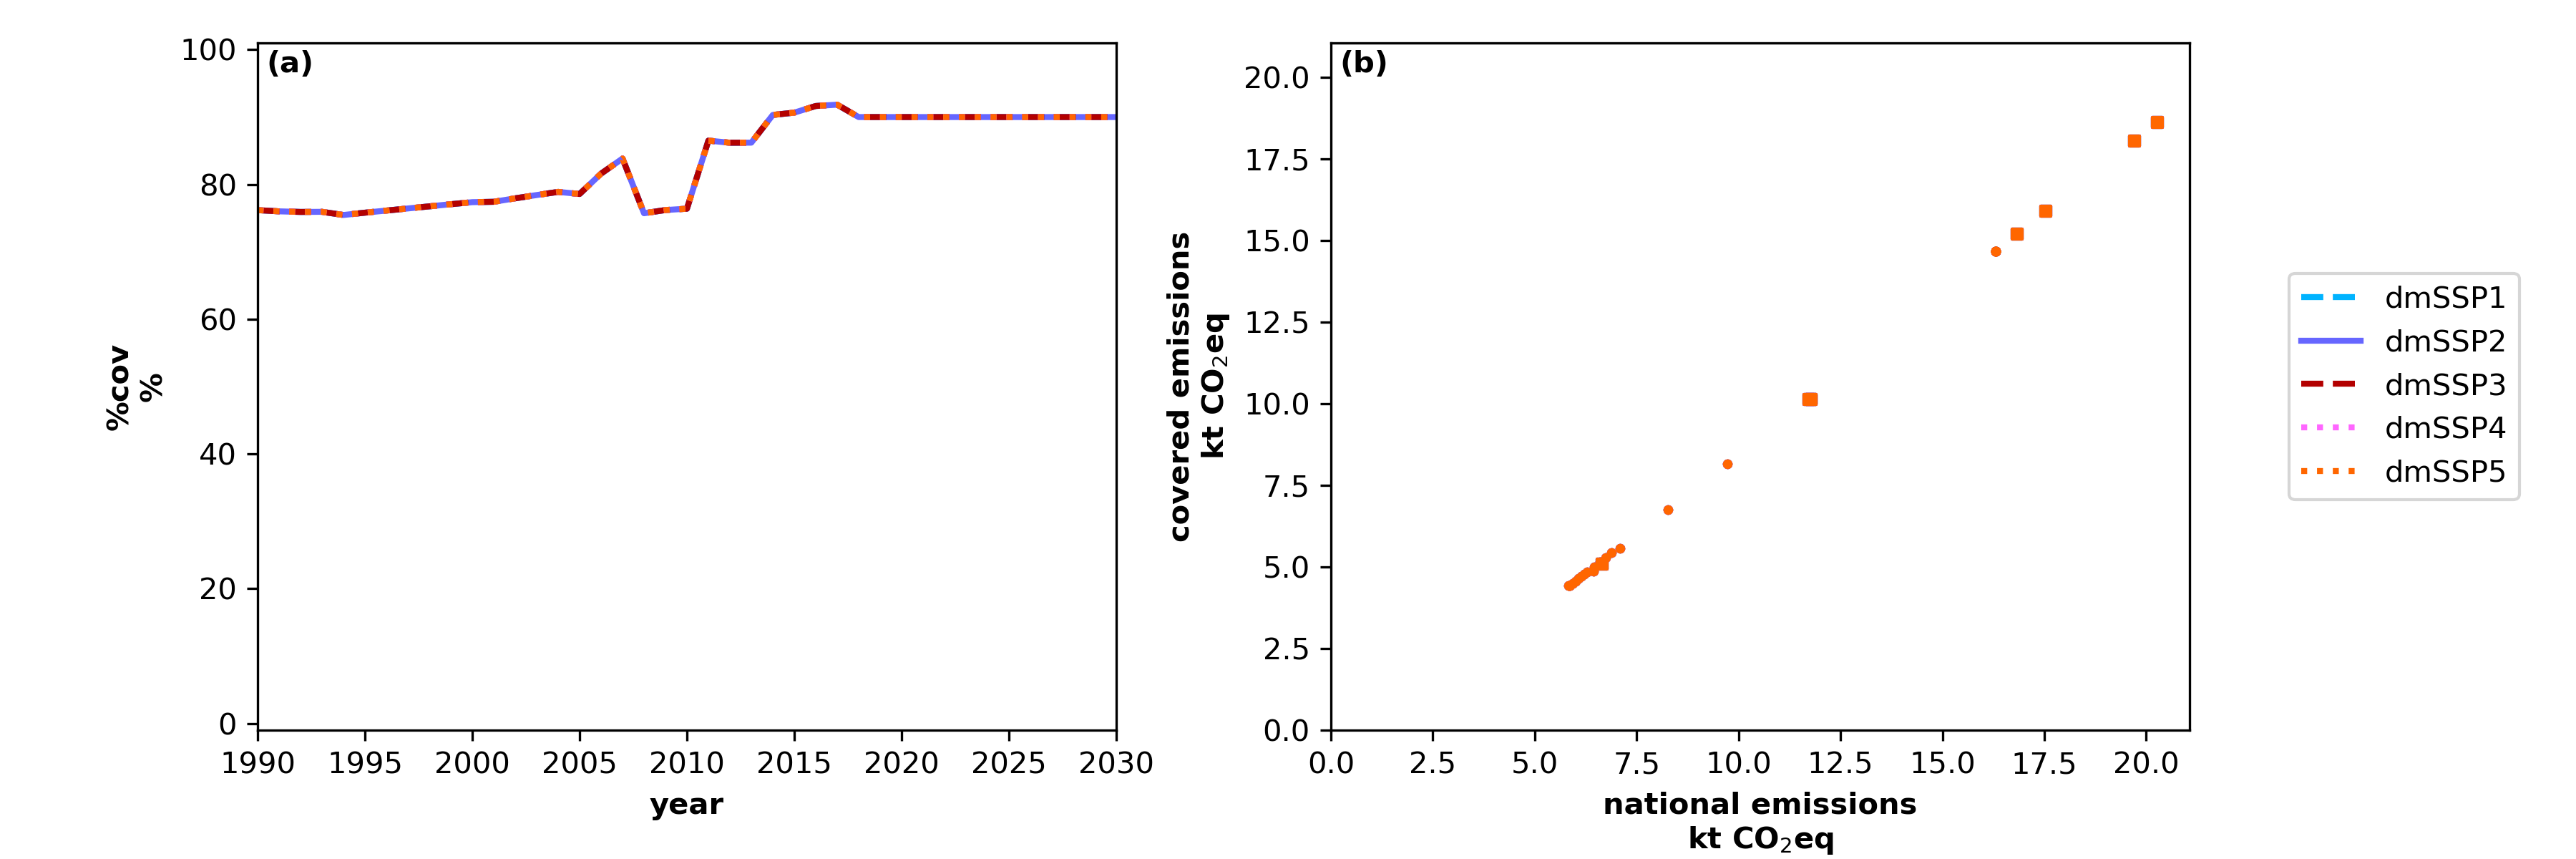 (a)
100
80
60
40
20
0
%cov
%
1990 1995 2000 2005 2010 2015 2020 2025 2030
year
(b)
20.0
17.5
15.0
12.5
10.0
7.5
5.0
2.5
0.0
covered emissions
kt CO₂eq
0.0 2.5 5.0 7.5 10.0 12.5 15.0 17.5 20.0
national emissions
kt CO₂eq
dmSSP1
dmSSP2
dmSSP3
dmSSP4
dmSSP5